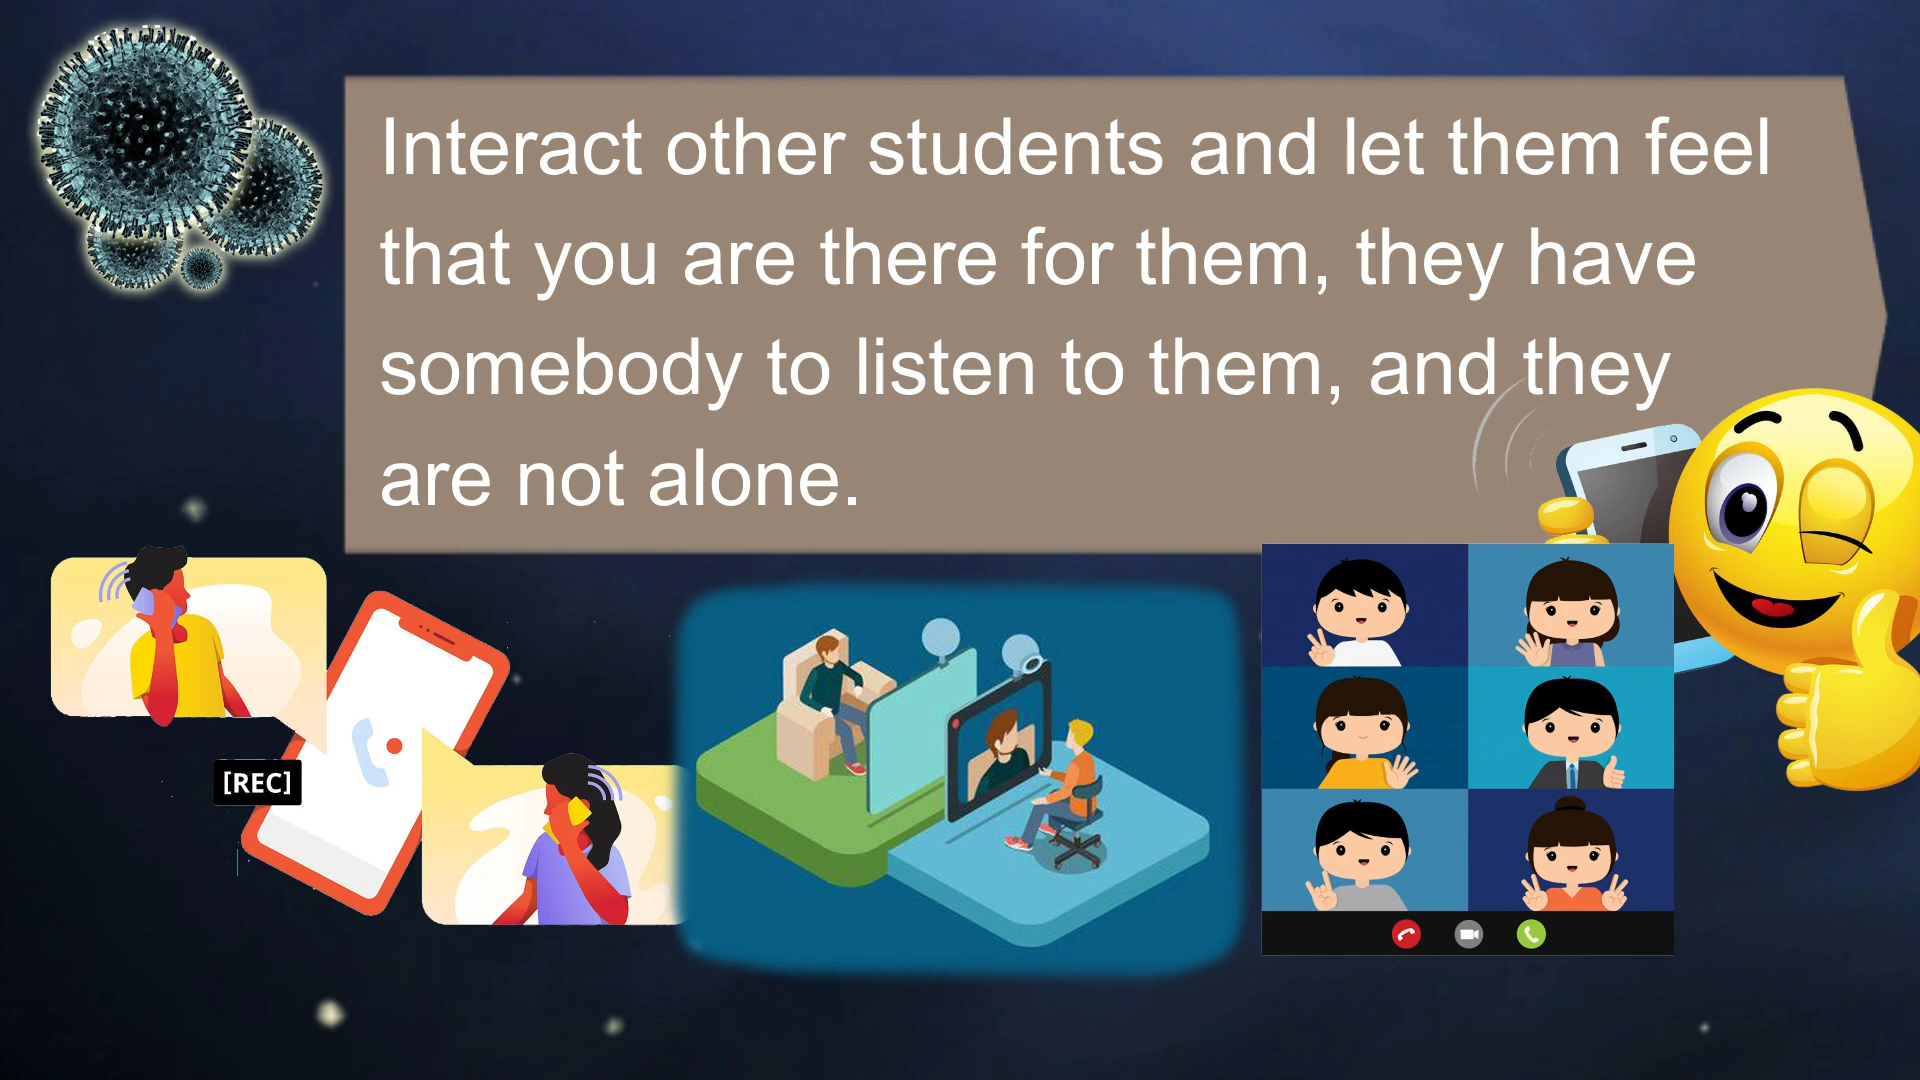 Interact other students and let them feel
that you are there for them, they have
somebody to listen to them, and they
are not alone.
[REC]